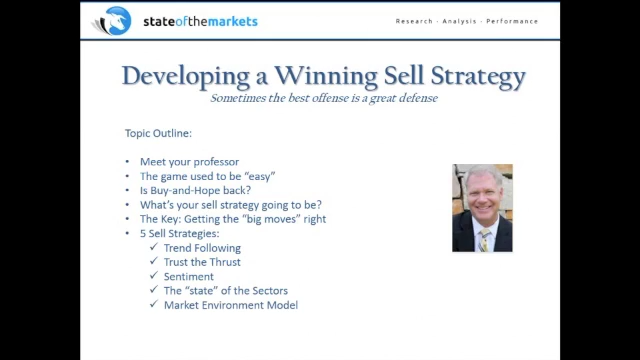 stateofthemarkets
Research - Analysis - Performance
Developing a Winning Sell Strategy
Sometimes the best offense is a great defense
Topic Outline:
• Meet your professor
• The game used to be “easy”
• Is Buy-and-Hope back?
• What’s your sell strategy going to be?
• The Key: Getting the “big moves” right
• 5 Sell Strategies:
✓ Trend Following
✓ Trust the Thrust
✓ Sentiment
✓ The “state” of the Sectors
✓ Market Environment Model